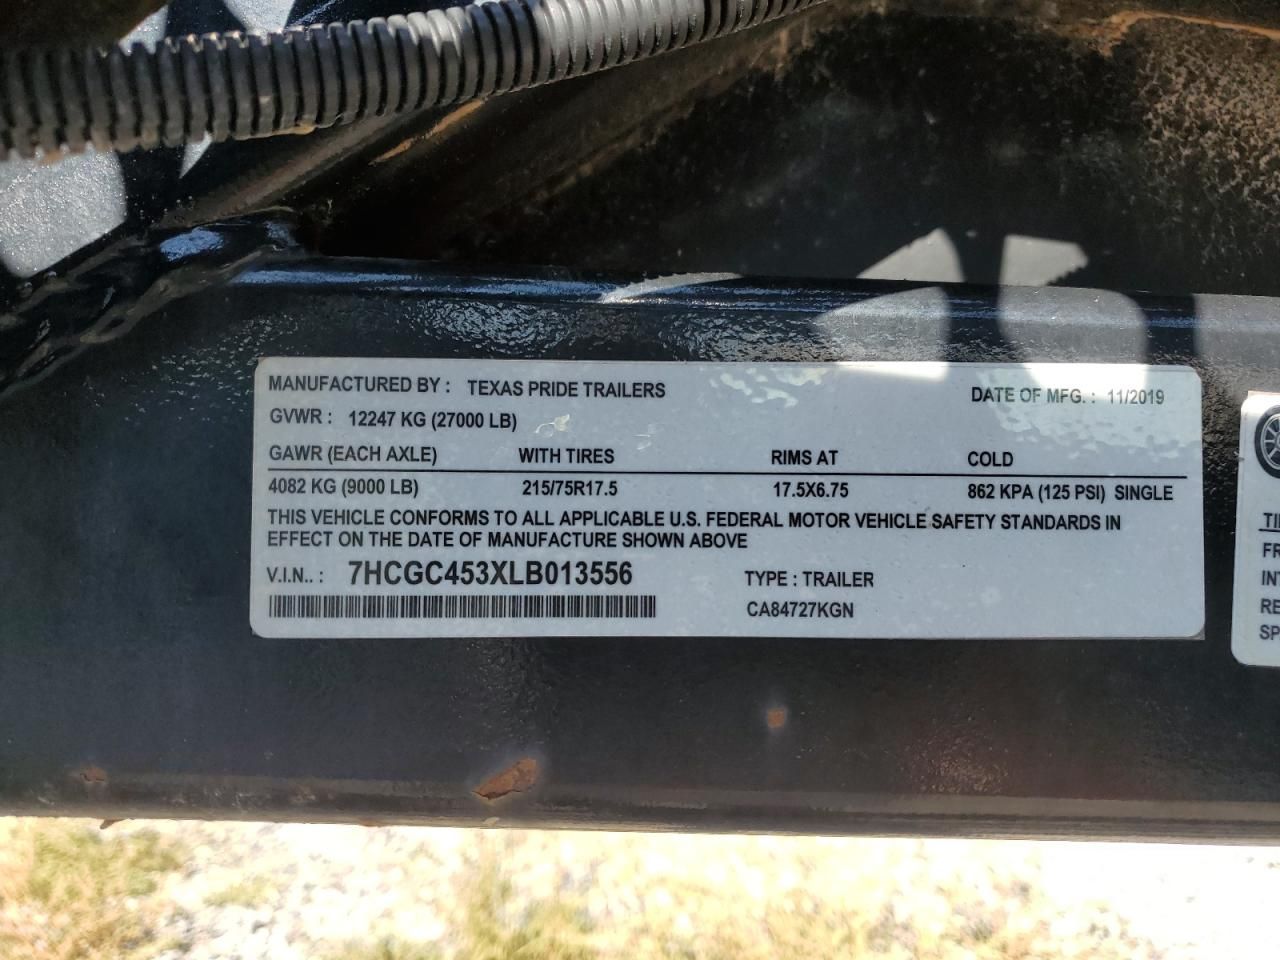 MANUFACTURED BY : TEXAS PRIDE TRAILERS DATE OF MFG. : 11/2019
GVWR : 12247 KG (27000 LB)
GAWR (EACH AXLE) WITH TIRES RIMS AT COLD
4082 KG (9000 LB) 215/75R17.5 17.5X6.75 862 KPA (125 PSI) SINGLE
THIS VEHICLE CONFORMS TO ALL APPLICABLE U.S. FEDERAL MOTOR VEHICLE SAFETY STANDARDS IN
EFFECT ON THE DATE OF MANUFACTURE SHOWN ABOVE
V.I.N.. : 7HCGC453XLB013556 TYPE : TRAILER
CA84727KGN